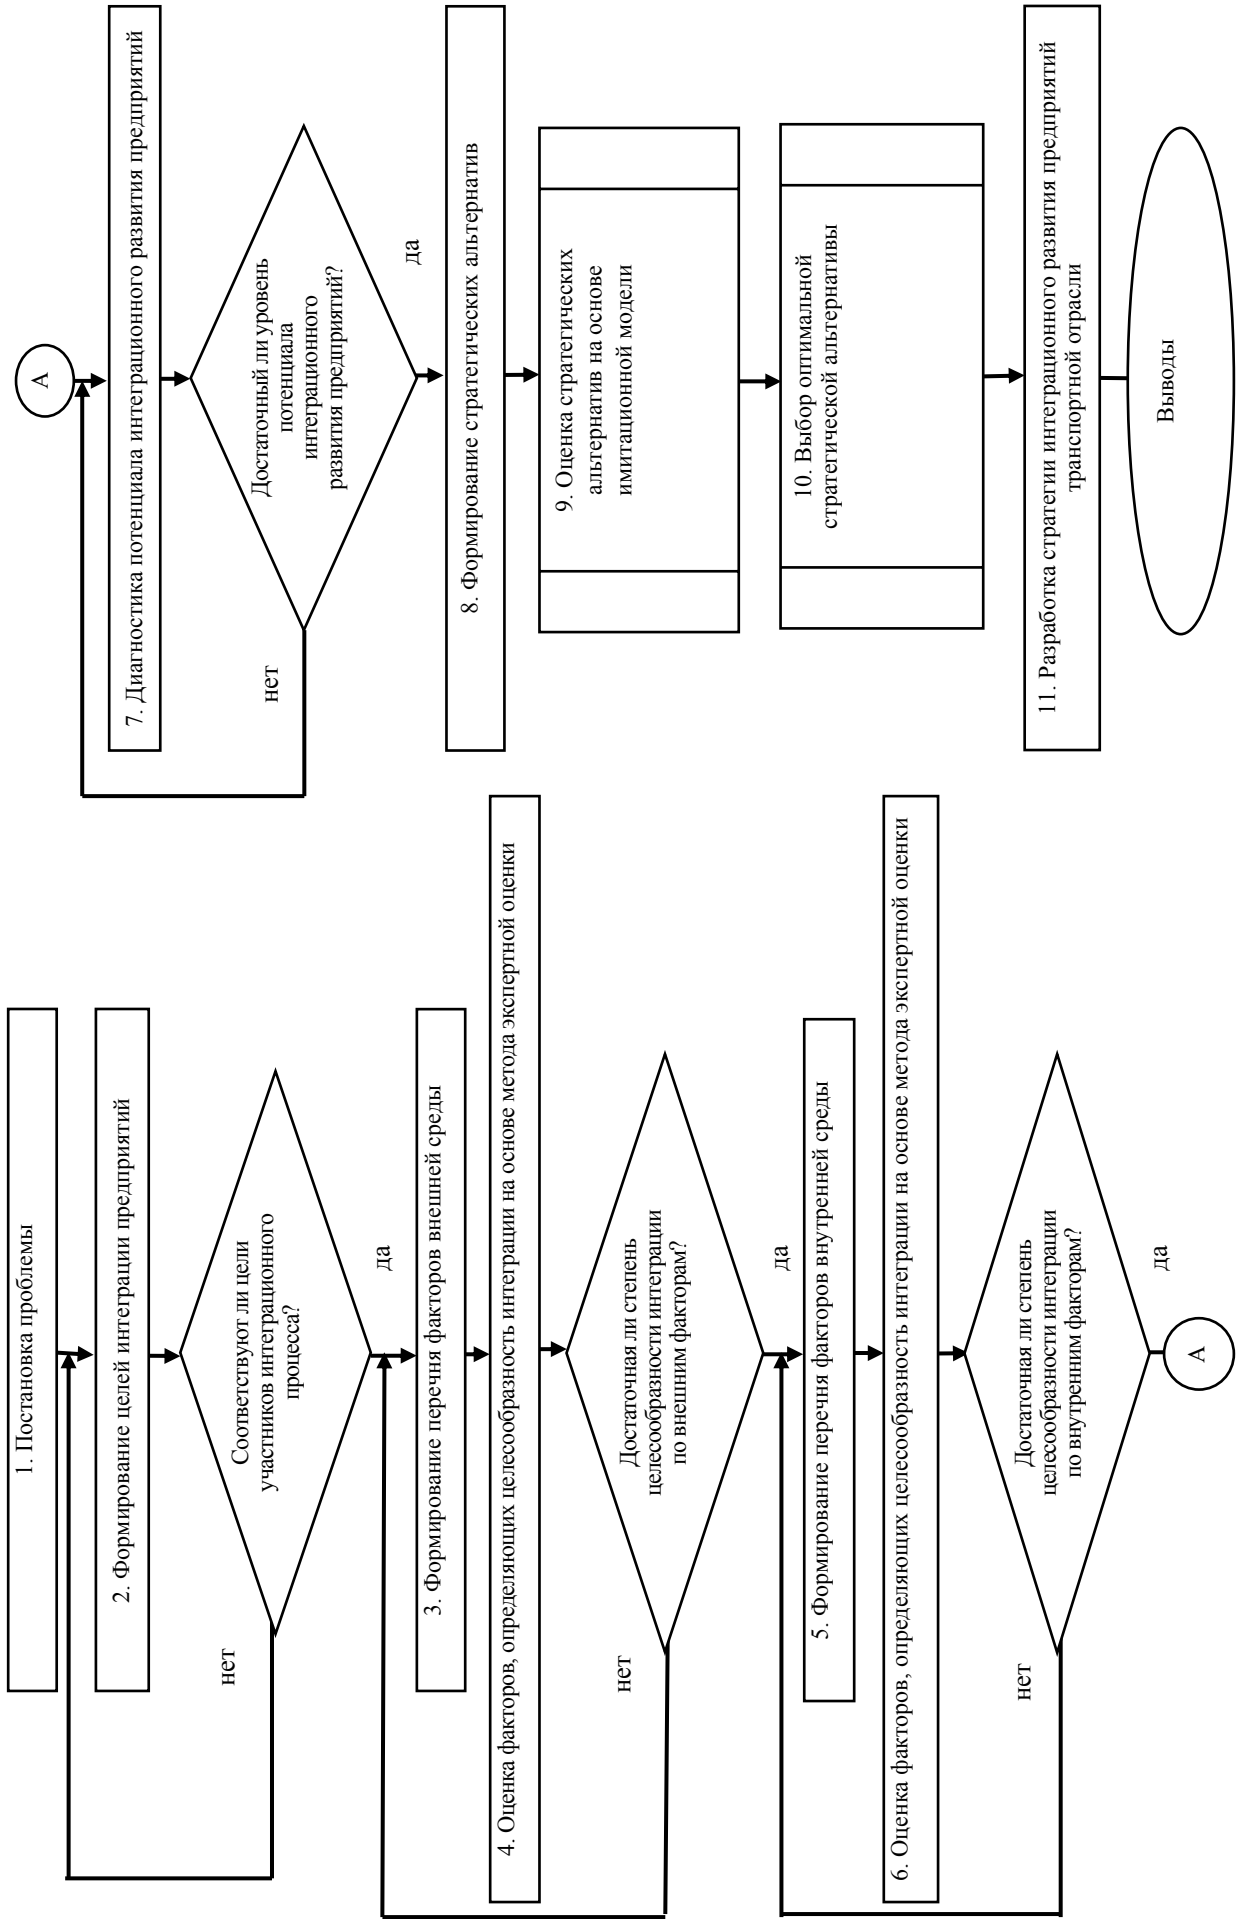 1. Постановка проблемы
2. Формирование целей интеграции предприятий
Соответствуют ли цели
участников интеграционного
процесса?
нет
да
3. Формирование перечня факторов внешней среды
4. Оценка факторов, определяющих целесообразность интеграции на основе метода экспертной оценки
Достаточная ли степень
целесообразности интеграции
по внешним факторам?
нет
да
5. Формирование перечня факторов внутренней среды
6. Оценка факторов, определяющих целесообразность интеграции на основе метода экспертной оценки
Достаточная ли степень
целесообразности интеграции
по внутренним факторам?
нет
да
А
А
7. Диагностика потенциала интеграционного развития предприятий
Достаточный ли уровень
потенциала
интеграционного
развития предприятий?
нет
да
8. Формирование стратегических альтернатив
9. Оценка стратегических
альтернатив на основе
имитационной модели
10. Выбор оптимальной
стратегической альтернативы
11. Разработка стратегии интеграционного развития предприятий
транспортной отрасли
Выводы